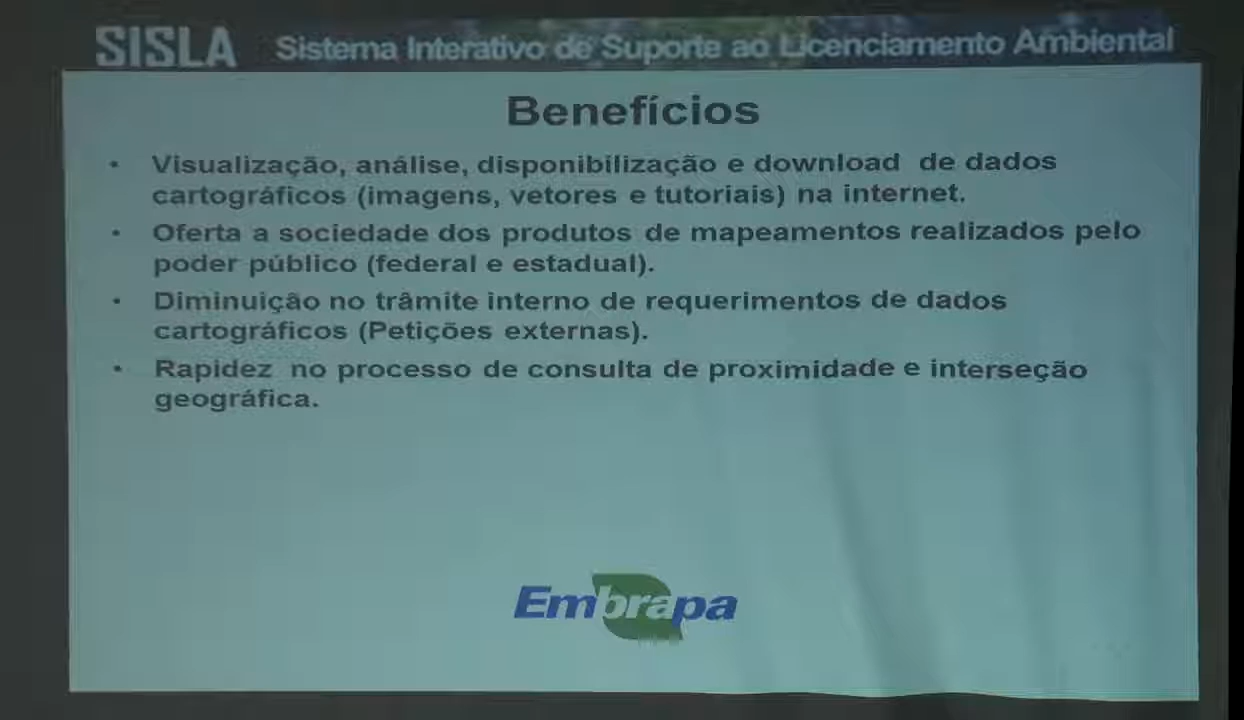 SISLA Sistema Interativo de Suporte ao Licenciamento Ambiental
Benefícios
• Visualização, análise, disponibilização e download de dados
cartográficos (imagens, vetores e tutoriais) na internet.
• Oferta a sociedade dos produtos de mapeamentos realizados pelo
poder público (federal e estadual).
• Diminuição no trâmite interno de requerimentos de dados
cartográficos (Petições externas).
• Rapidez no processo de consulta de proximidade e interseção
geográfica.
Embrapa